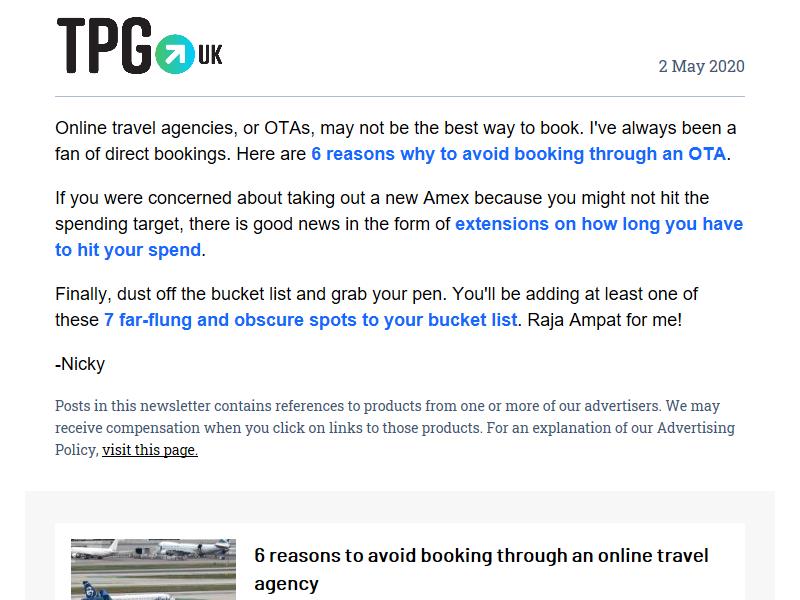 TPG UK
2 May 2020
Online travel agencies, or OTAs, may not be the best way to book. I've always been a
fan of direct bookings. Here are 6 reasons why to avoid booking through an OTA.
If you were concerned about taking out a new Amex because you might not hit the
spending target, there is good news in the form of extensions on how long you have
to hit your spend.
Finally, dust off the bucket list and grab your pen. You'll be adding at least one of
these 7 far-flung and obscure spots to your bucket list. Raja Ampat for me!
-Nicky
Posts in this newsletter contains references to products from one or more of our advertisers. We may
receive compensation when you click on links to those products. For an explanation of our Advertising
Policy, visit this page.
6 reasons to avoid booking through an online travel
agency